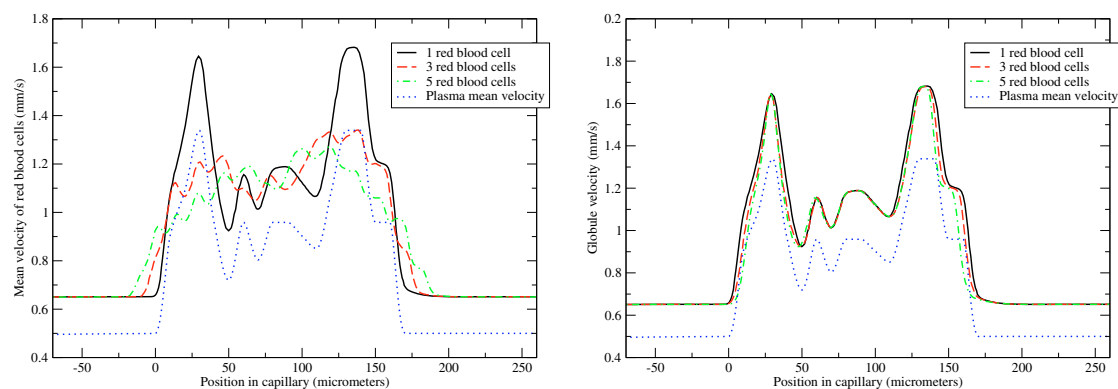 1.8
1.6
1.4
1.2
1
0.8
0.6
0.4
Mean velocity of red blood cells (mm/s)
-50
0
50
100
150
200
250
Position in capillary (micrometers)
1 red blood cell
3 red blood cells
5 red blood cells
Plasma mean velocity
2
1.8
1.6
1.4
1.2
1
0.8
0.6
0.4
Globule velocity (mm/s)
-50
0
50
100
150
200
250
Position in capillary (micrometers)
1 red blood cell
3 red blood cells
5 red blood cells
Plasma mean velocity